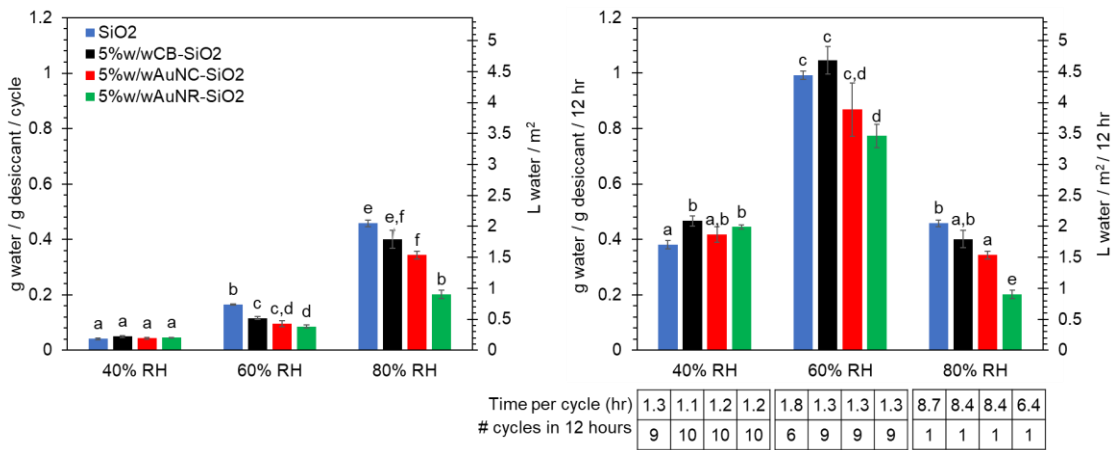 1.2
1
0.8
0.6
0.4
0.2
0
g water / g desiccant / cycle
SiO2
5%w/wCB-SiO2
5%w/wAuNC-SiO2
5%w/wAuNR-SiO2
a a a a
b c c,d d
e e,f f b
40% RH 60% RH 80% RH
5
4.5
4
3.5
3
2.5
2
1.5
1
0.5
0
L water / m²
1.2
1
0.8
0.6
0.4
0.2
0
g water / g desiccant / 12 hr
a b a,b b
c c c,d d
b a,b a e
40% RH 60% RH 80% RH
5
4.5
4
3.5
3
2.5
2
1.5
1
0.5
0
L water / m² / 12 hr
Time per cycle (hr) 1.3 1.1 1.2 1.2 1.8 1.3 1.3 1.3 8.7 8.4 8.4 6.4
# cycles in 12 hours 9 10 10 10 6 9 9 9 1 1 1 1